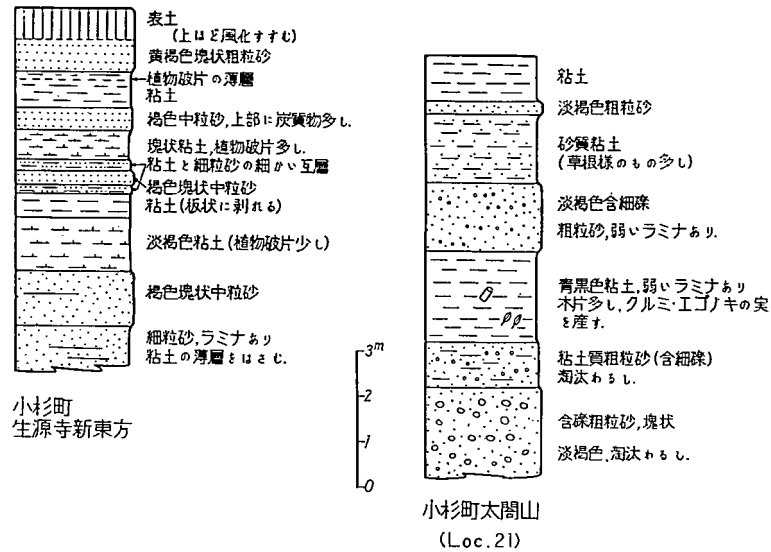 表土
(上ほど風化すすむ)
黄褐色塊状粗粒砂
植物破片の薄層
粘土
褐色中粒砂,上部に炭質物多し.
塊状粘土,植物破片多し.
粘土と細粒砂の細かい互層
褐色塊状中粒砂
粘土(板状に剥れる)
淡褐色粘土(植物破片少し)
褐色塊状中粒砂
細粒砂,ラミナあり
粘土の薄層をはさむ.
小杉町
生源寺新東方
3m
2
1
0
粘土
淡褐色粗粒砂
砂質粘土
(草根様のもの多し)
淡褐色含細礫
粗粒砂,弱いラミナあり.
青黒色粘土,弱いラミナあり
木片多し,クルミ・エゴノキの実
を産す.
粘土質粗粒砂(含細礫)
淘汰わるし.
含礫粗粒砂,塊状
淡褐色,淘汰わるし.
小杉町太閤山
(Loc.21)